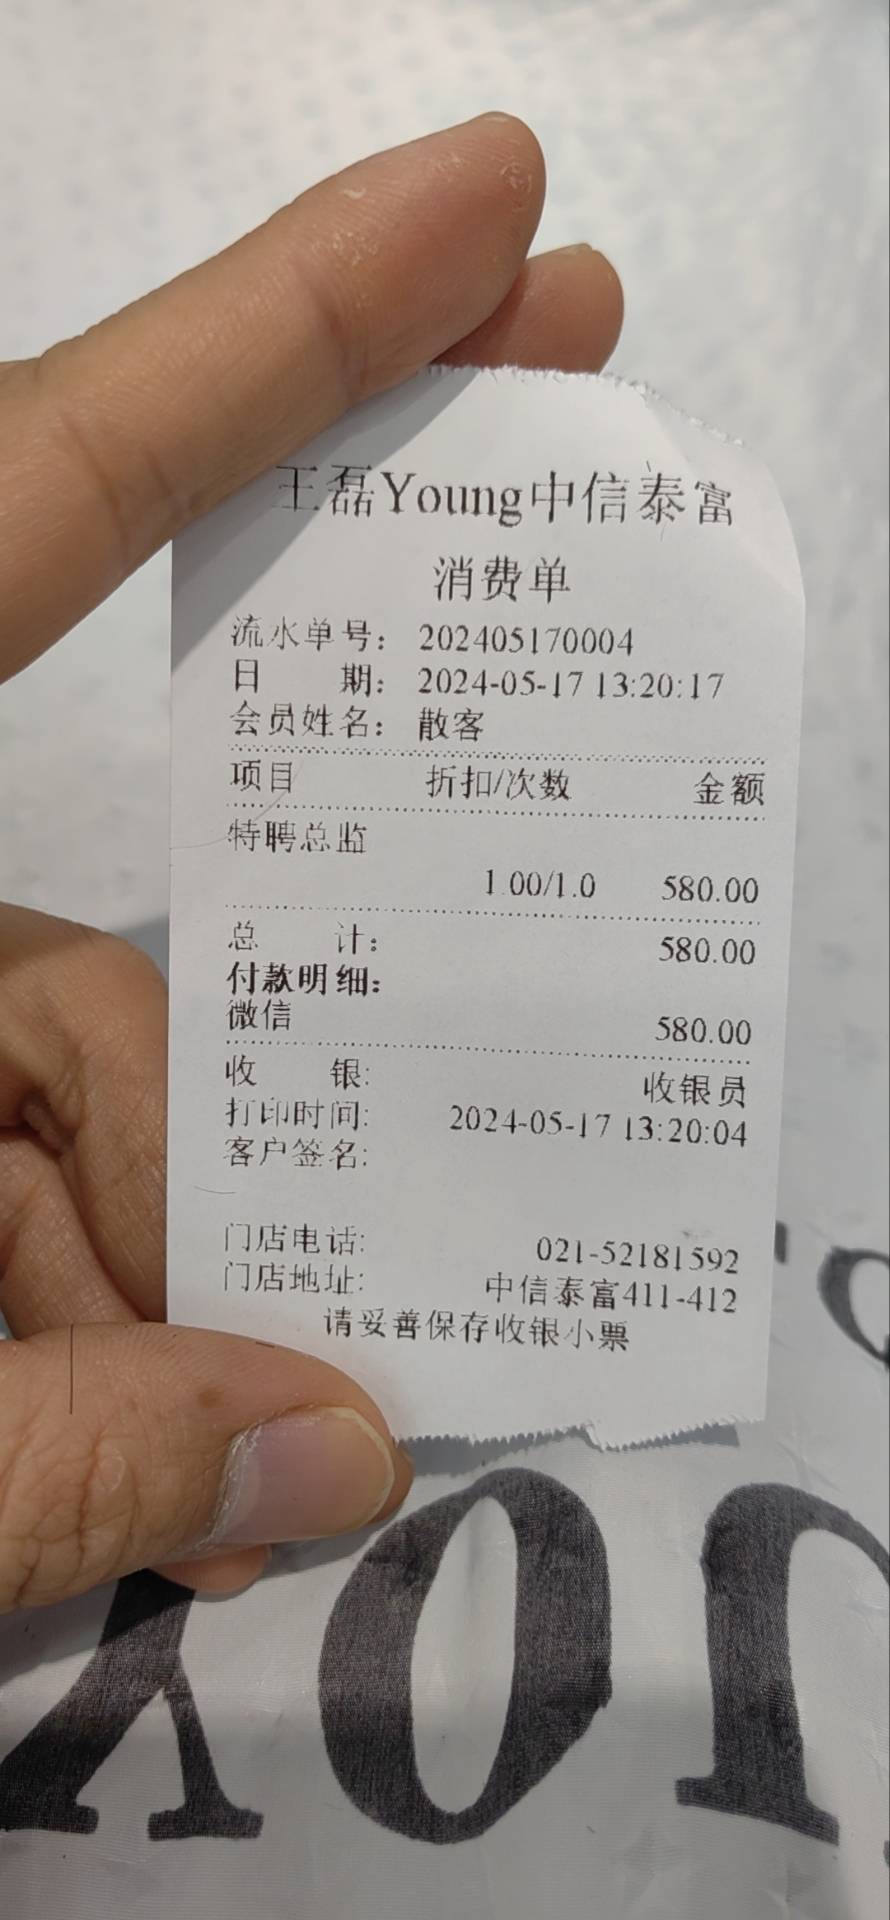 王磊Young中信泰富
消费单
流水单号： 202405170004
日 期： 2024-05-17 13:20:17
会员姓名： 散客
项目 折扣/次数 金额
特聘总监
1.00/1.0 580.00
总 计： 580.00
付款明细：
微信 580.00
收 银: 收银员
打印时间: 2024-05-17 13:20:04
客户签名:
门店电话: 021-52181592
门店地址: 中信泰富411-412
请妥善保存收银小票
YOU